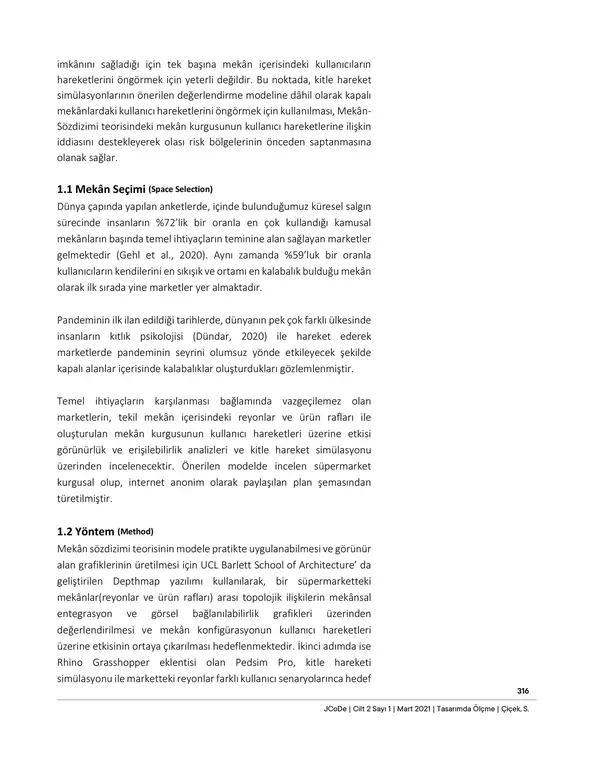 imkânını sağladığı için tek başına mekân içerisindeki kullanıcıların
hareketlerini öngörmek için yeterli değildir. Bu noktada, kitle hareket
simülasyonlarının önerilen değerlendirme modeline dâhil olarak kapalı
mekânlardaki kullanıcı hareketlerini öngörmek için kullanılması, Mekân-
Sözdizimi teorisindeki mekân kurgusunun kullanıcı hareketlerine ilişkin
iddiasını destekleyerek olası risk bölgelerinin önceden saptanmasına
olanak sağlar.
1.1 Mekân Seçimi (Space Selection)
Dünya çapında yapılan anketlerde, içinde bulunduğumuz küresel salgın
sürecinde insanların %72’lik bir oranla en çok kullandığı kamusal
mekânların başında temel ihtiyaçların teminine alan sağlayan marketler
gelmektedir (Gehl et al., 2020). Aynı zamanda %59’luk bir oranla
kullanıcıların kendilerini en sıkışık ve ortamı en kalabalık bulduğu mekân
olarak ilk sırada yine marketler yer almaktadır.
Pandeminin ilk ilan edildiği tarihlerde, dünyanın pek çok farklı ülkesinde
insanların kıtlık psikolojisi (Dündar, 2020) ile hareket ederek
marketlerde pandeminin seyrini olumsuz yönde etkileyecek şekilde
kapalı alanlar içerisinde kalabalıklar oluşturdukları gözlemlenmiştir.
Temel ihtiyaçların karşılanması bağlamında vazgeçilemez olan
marketlerin, tekil mekân içerisindeki reyonlar ve ürün rafları ile
oluşturulan mekân kurgusunun kullanıcı hareketleri üzerine etkisi
görünürlük ve erişilebilirlik analizleri ve kitle hareket simülasyonu
üzerinden incelenecektir. Önerilen modelde incelen süpermarket
kurgusal olup, internet anonim olarak paylaşılan plan şemasından
türetilmiştir.
1.2 Yöntem (Method)
Mekân sözdizimi teorisinin modele pratikte uygulanabilmesi ve görünür
alan grafiklerinin üretilmesi için UCL Barlett School of Architecture’ da
geliştirilen Depthmap yazılımı kullanılarak, bir süpermarketteki
mekânlar(reyonlar ve ürün rafları) arası topolojik ilişkilerin mekânsal
entegrasyon ve görsel bağlanılabilirlik grafikleri üzerinden
değerlendirilmesi ve mekân konfigürasyonun kullanıcı hareketleri
üzerine etkisinin ortaya çıkarılması hedeflenmektedir. İkinci adımda ise
Rhino Grasshopper eklentisi olan Pedsim Pro, kitle hareketi
simülasyonu ile marketteki reyonlar farklı kullanıcı senaryolarınca hedef
316
JCoDe | Cilt 2 Sayı 1 | Mart 2021 | Tasarımda Ölçme | Çiçek, S.